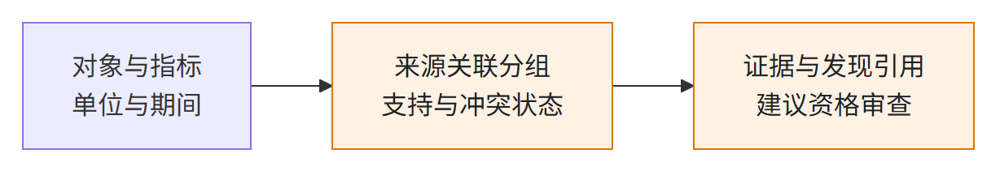 对象与指标
单位与期间
来源关联分组
支持与冲突状态
证据与发现引用
建议资格审查